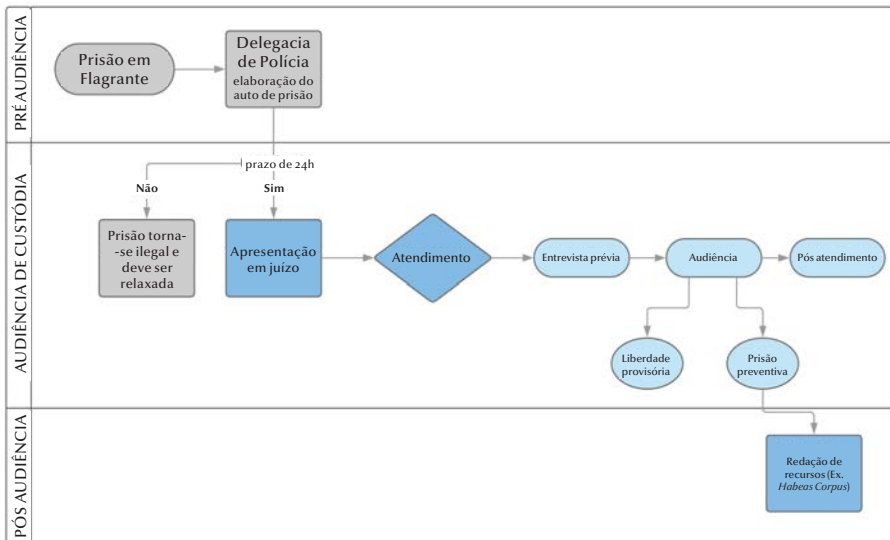 PRÉ AUDIÊNCIA
Prisão em
Flagrante
Delegacia
de Polícia
elaboração do
auto de prisão
AUDIÊNCIA DE CUSTÓDIA
prazo de 24h
Não
Sim
Prisão torna-
-se ilegal e
deve ser
relaxada
Apresentação
em juízo
Atendimento
Entrevista prévia
Audiência
Pós atendimento
Liberdade
provisória
Prisão
preventiva
PÓS AUDIÊNCIA
Redação de
recursos (Ex.
Habeas Corpus)